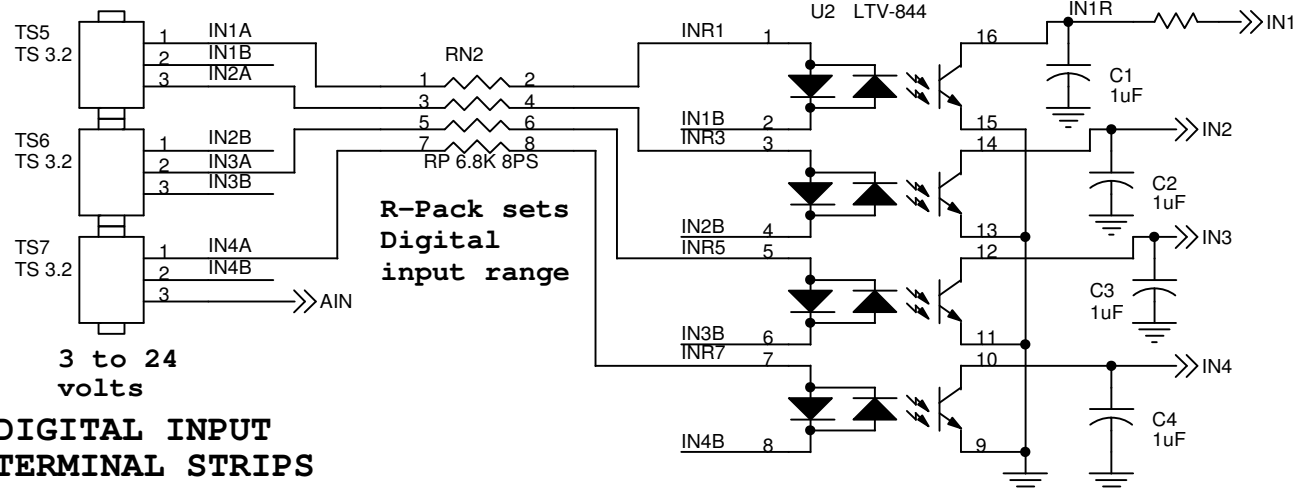 TS5
TS 3.2
1 IN1A
2 IN1B
3 IN2A
TS6
TS 3.2
1 IN2B
2 IN3A
3 IN3B
TS7
TS 3.2
1 IN4A
2 IN4B
3 AIN
3 to 24
volts
DIGITAL INPUT
TERMINAL STRIPS
RN2
1 2
3 4
5 6
7 8
RP 6.8K 8PS
R-Pack sets
Digital
input range
U2 LTV-844
INR1 1
IN1B 2
INR3 3
IN2B 4
INR5 5
IN3B 6
INR7 7
IN4B 8
16
15
14
13
12
11
10
9
IN1R
IN1
C1
1uF
IN2
C2
1uF
IN3
C3
1uF
IN4
C4
1uF